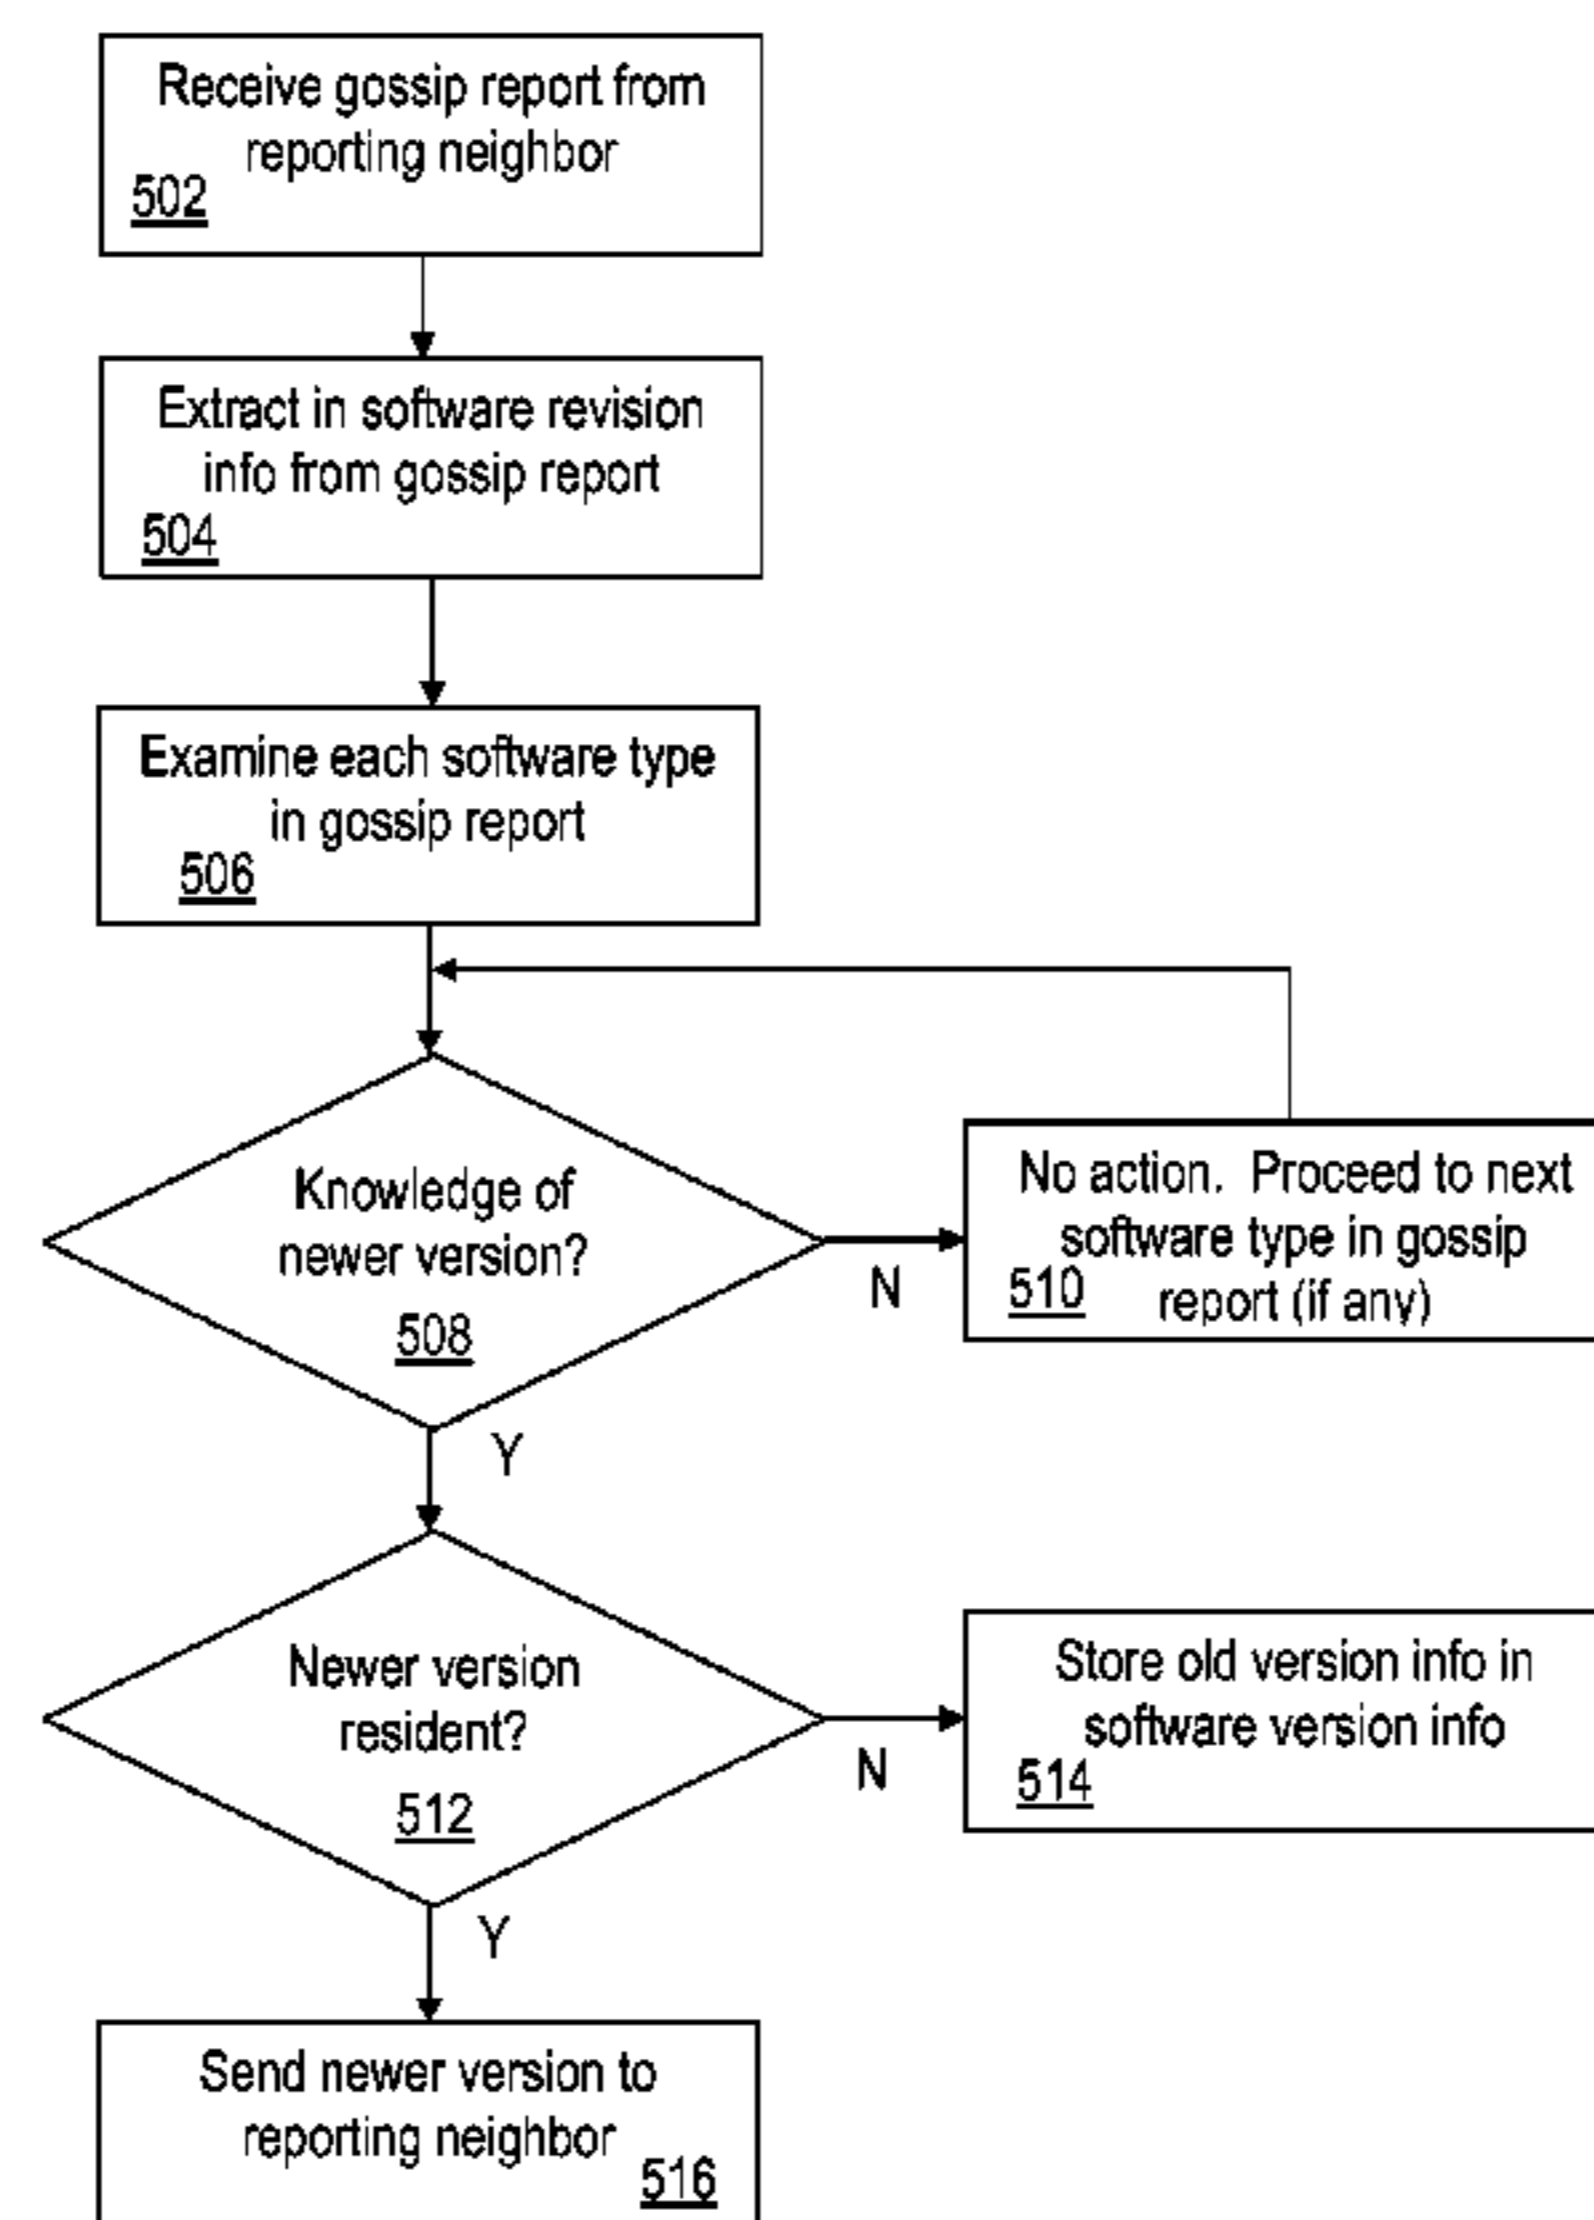 Receive gossip report from
reporting neighbor
502
Extract in software revision
info from gossip report
504
Examine each software type
in gossip report
506
Knowledge of
newer version?
508
N
No action. Proceed to next
software type in gossip
510 report (if any)
Y
Newer version
resident?
512
N
Store old version info in
software version info
514
Y
Send newer version to
reporting neighbor
516